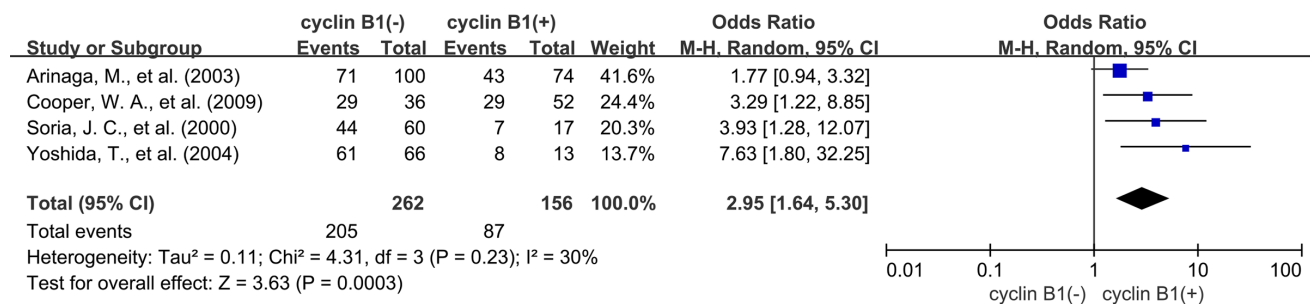 cyclin B1(-) cyclin B1(+) Odds Ratio Odds Ratio
Study or Subgroup Events Total Events Total Weight M-H, Random, 95% CI M-H, Random, 95% CI
Arinaga, M., et al. (2003) 71 100 43 74 41.6% 1.77 [0.94, 3.32]
Cooper, W. A., et al. (2009) 29 36 29 52 24.4% 3.29 [1.22, 8.85]
Soria, J. C., et al. (2000) 44 60 7 17 20.3% 3.93 [1.28, 12.07]
Yoshida, T., et al. (2004) 61 66 8 13 13.7% 7.63 [1.80, 32.25]
Total (95% CI) 262 156 100.0% 2.95 [1.64, 5.30]
Total events 205 87
Heterogeneity: Tau² = 0.11; Chi² = 4.31, df = 3 (P = 0.23); I² = 30%
Test for overall effect: Z = 3.63 (P = 0.0003)
0.01 0.1 1 10 100
cyclin B1(-) cyclin B1(+)